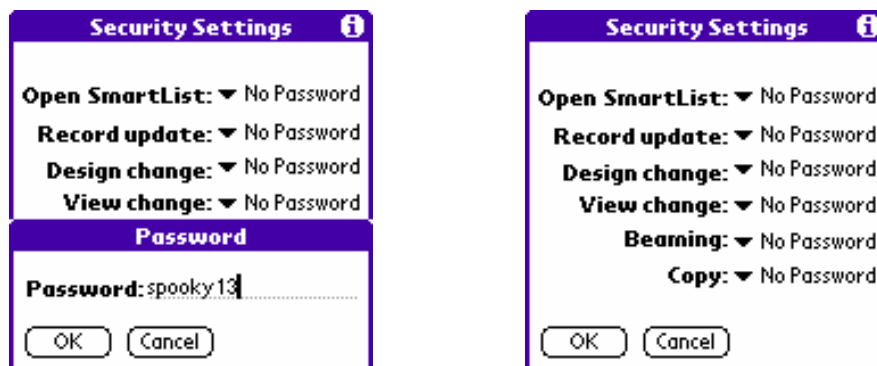 Security Settings
Open SmartList: No Password
Record update: No Password
Design change: No Password
View change: No Password
Password
Password: spooky13
OK Cancel
Security Settings
Open SmartList: No Password
Record update: No Password
Design change: No Password
View change: No Password
Beaming: No Password
Copy: No Password
OK Cancel